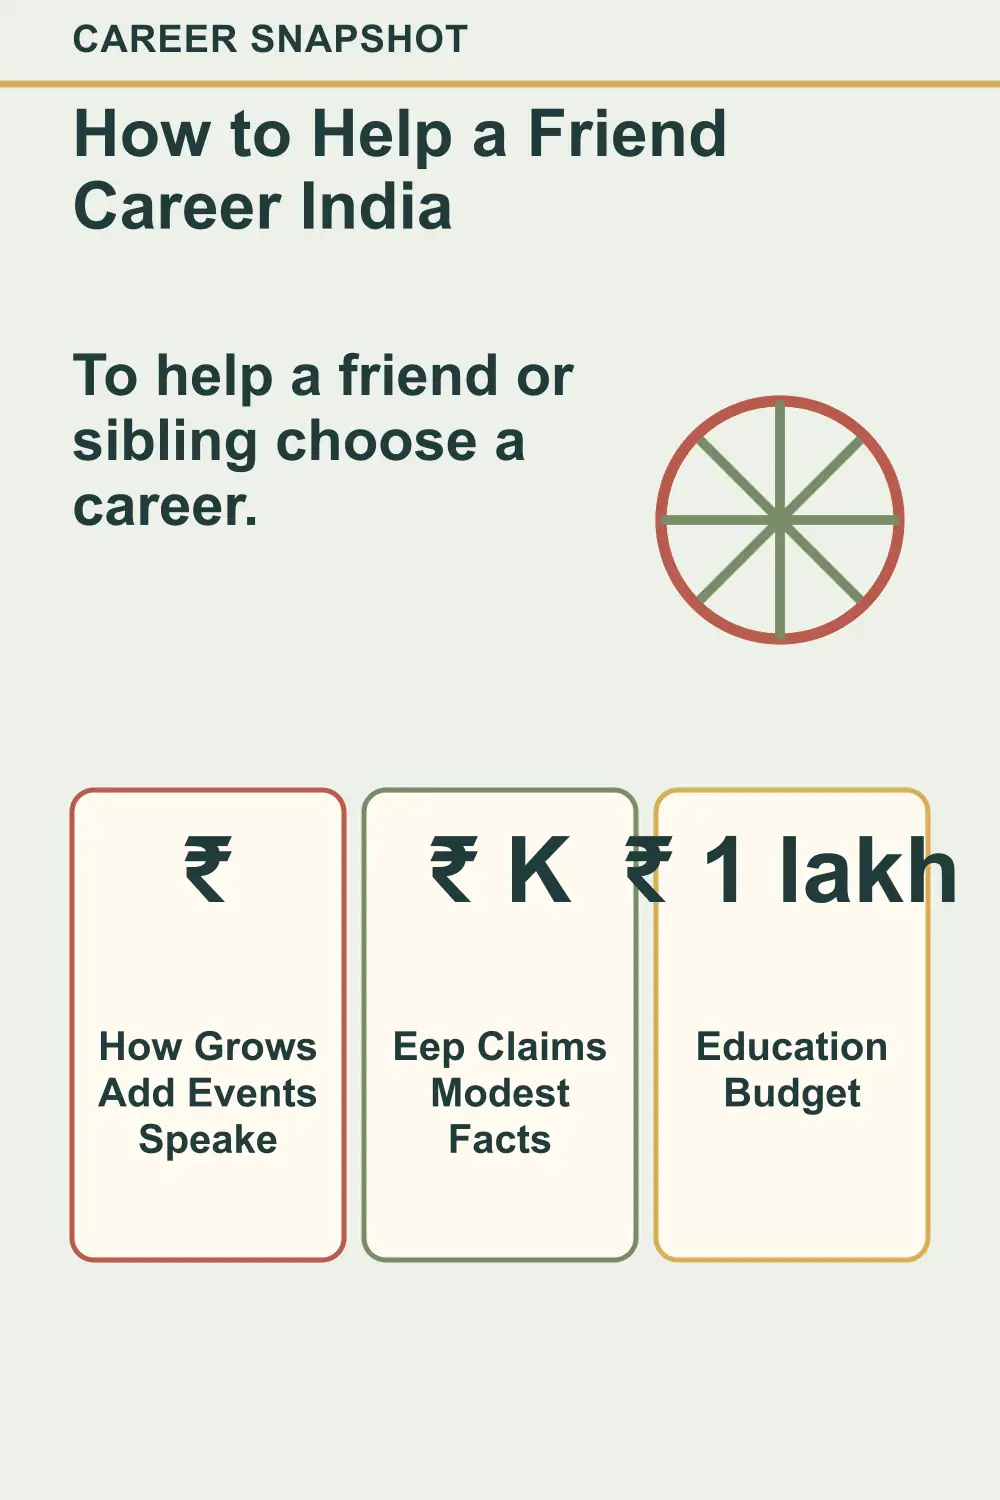 CAREER SNAPSHOT
How to Help a Friend
Career India
To help a friend or
sibling choose a
career.
₹
How Grows
Add Events
Speake
₹ K
Eep Claims
Modest
Facts
₹ 1 lakh
Education
Budget